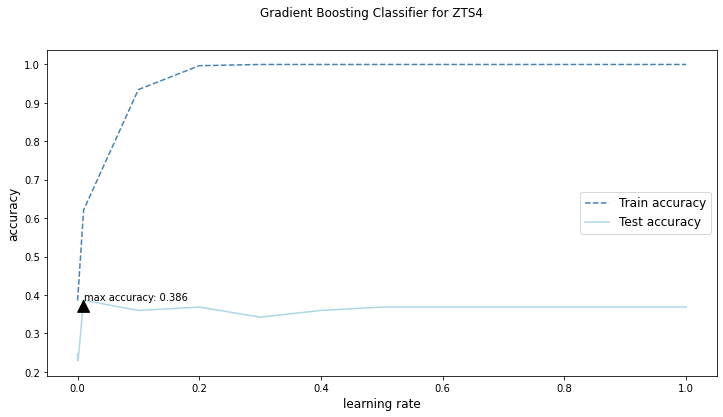 Gradient Boosting Classifier for ZTS4
1.0
0.9
0.8
0.7
0.6
0.5
0.4
0.3
0.2
accuracy
max accuracy: 0.386
Train accuracy
Test accuracy
0.0 0.2 0.4 0.6 0.8 1.0
learning rate